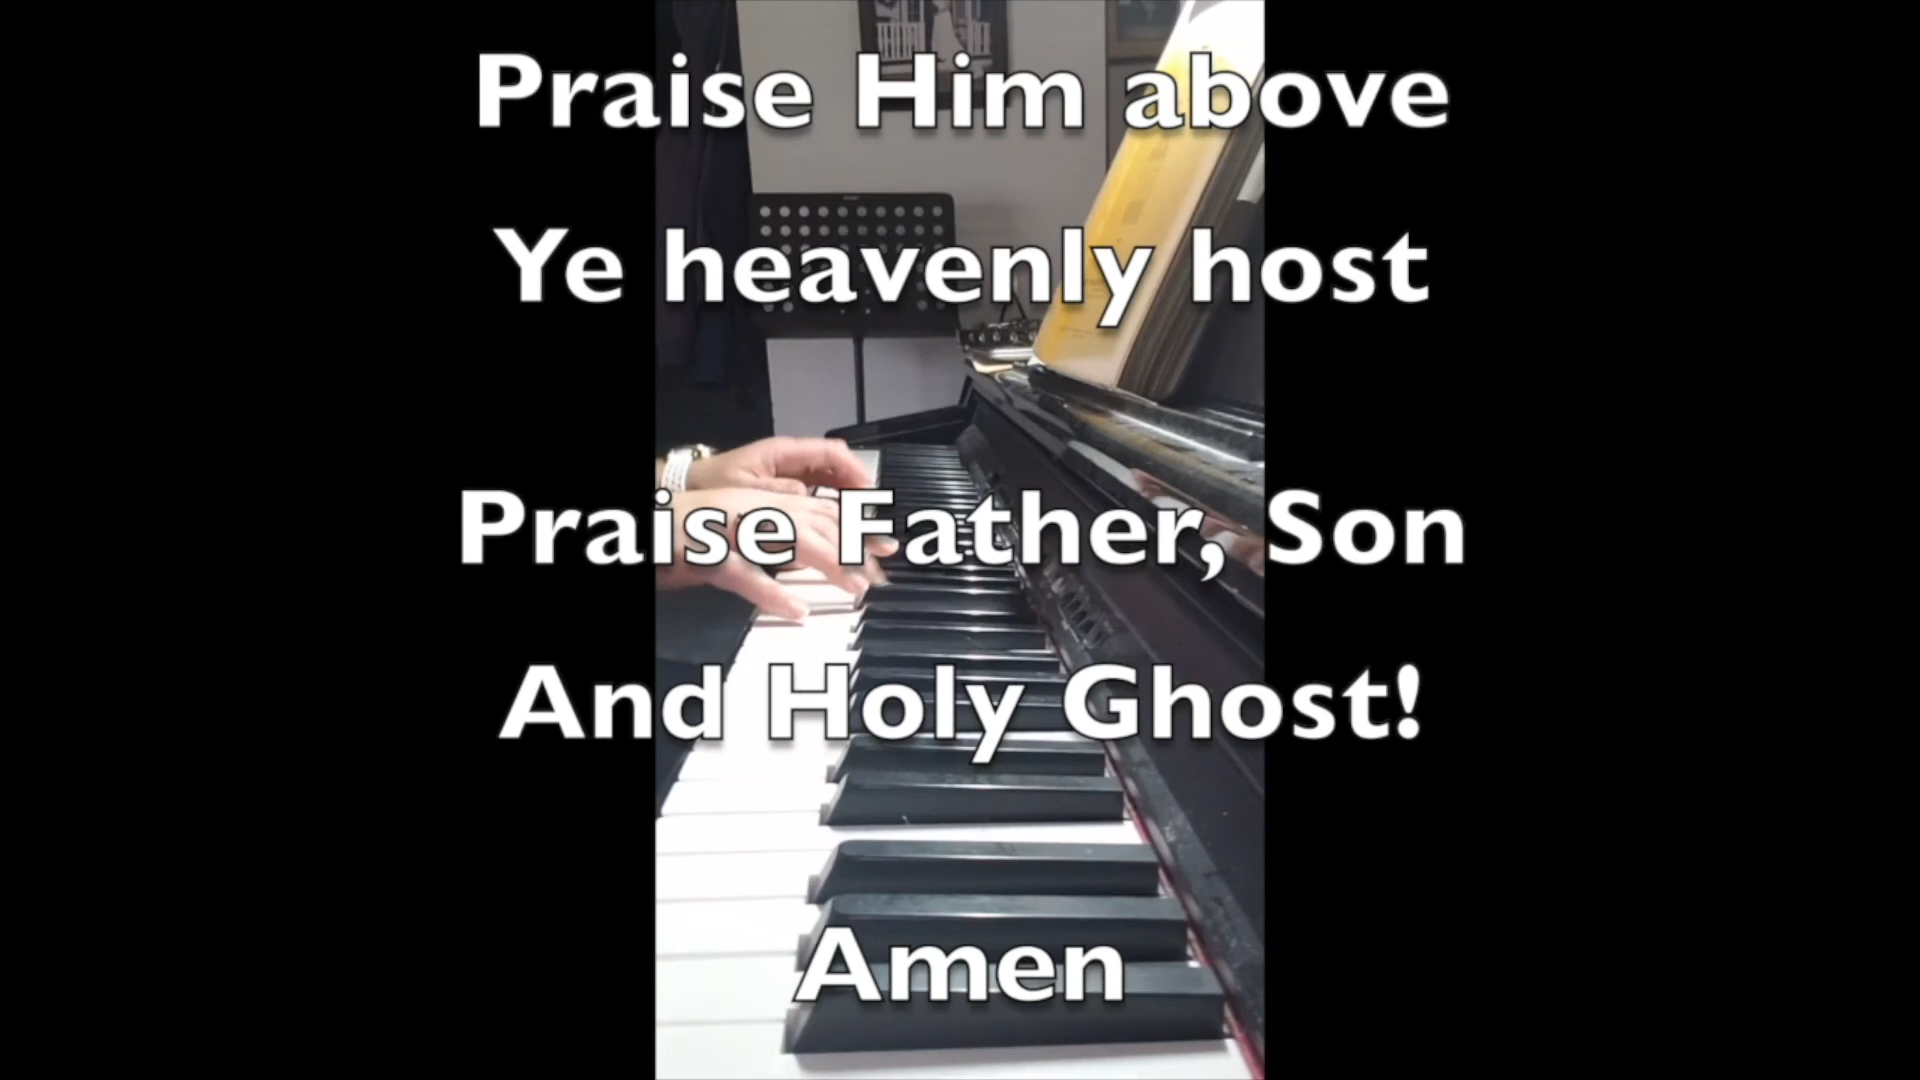 Praise Him above
Ye heavenly host
Praise Father, Son
And Holy Ghost!
Amen